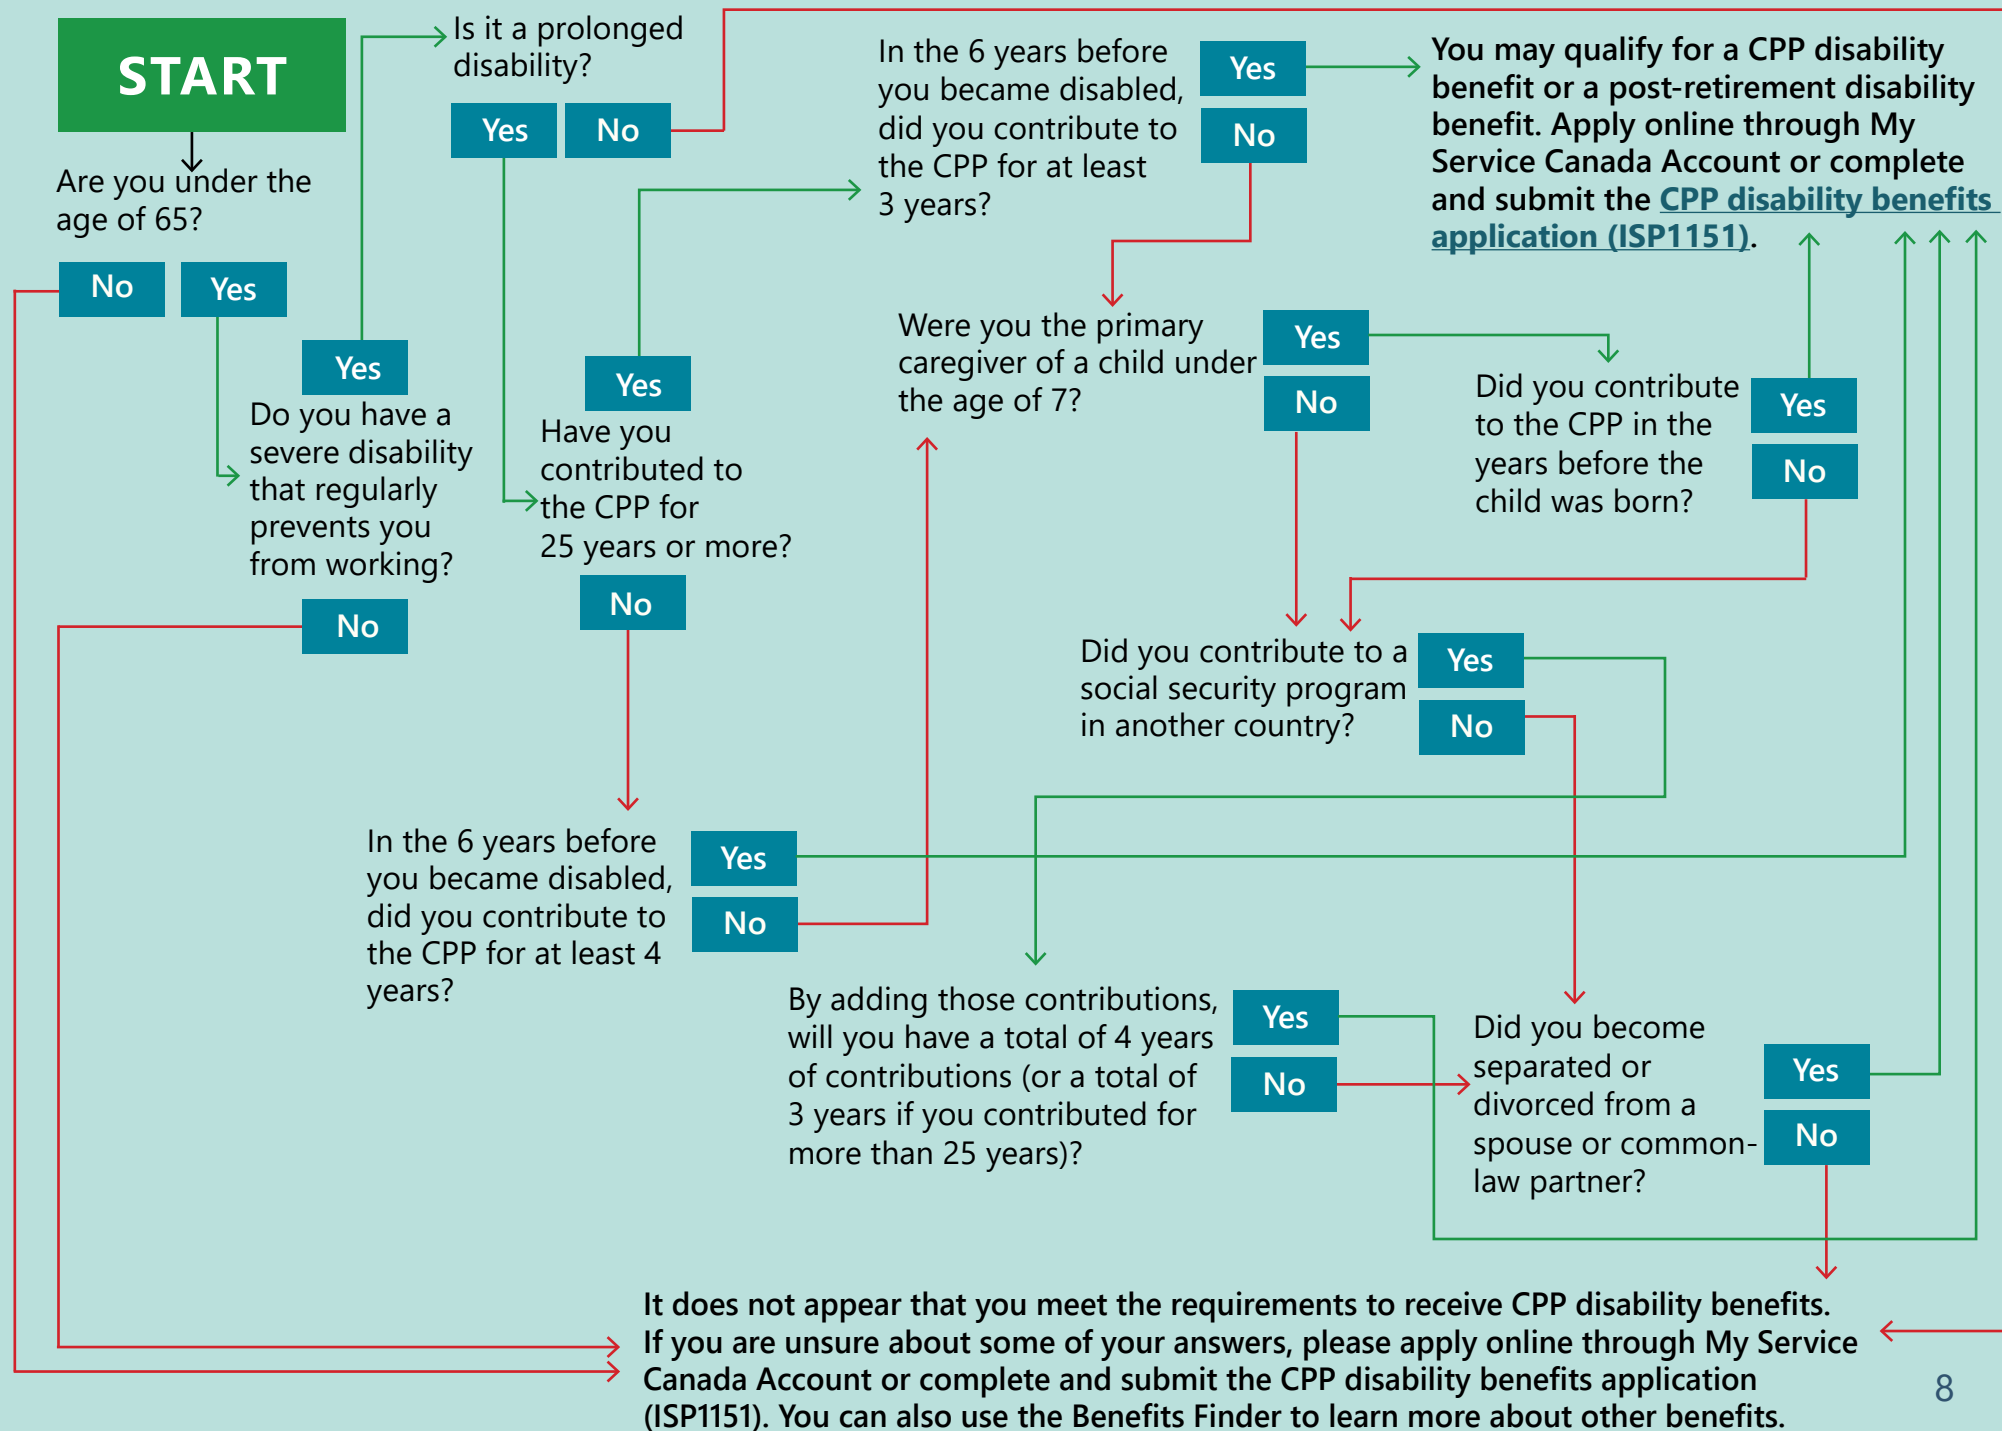 START
Are you under the
age of 65?
No
Yes
Yes
Do you have a
severe disability
that regularly
prevents you
from working?
No
Is it a prolonged
disability?
Yes
No
Yes
Have you
contributed to
the CPP for
25 years or more?
No
In the 6 years before
you became disabled,
did you contribute to
the CPP for at least
3 years?
Yes
No
You may qualify for a CPP disability
benefit or a post-retirement disability
benefit. Apply online through My
Service Canada Account or complete
and submit the CPP disability benefits
application (ISP1151).
Were you the primary
caregiver of a child under
the age of 7?
Yes
No
Did you contribute
to the CPP in the
years before the
child was born?
Yes
No
Did you contribute to a
social security program
in another country?
Yes
No
In the 6 years before
you became disabled,
did you contribute to
the CPP for at least 4
years?
Yes
No
By adding those contributions,
will you have a total of 4 years
of contributions (or a total of
3 years if you contributed for
more than 25 years)?
Yes
No
Did you become
separated or
divorced from a
spouse or common-
law partner?
Yes
No
It does not appear that you meet the requirements to receive CPP disability benefits.
If you are unsure about some of your answers, please apply online through My Service
Canada Account or complete and submit the CPP disability benefits application
(ISP1151). You can also use the Benefits Finder to learn more about other benefits.
8